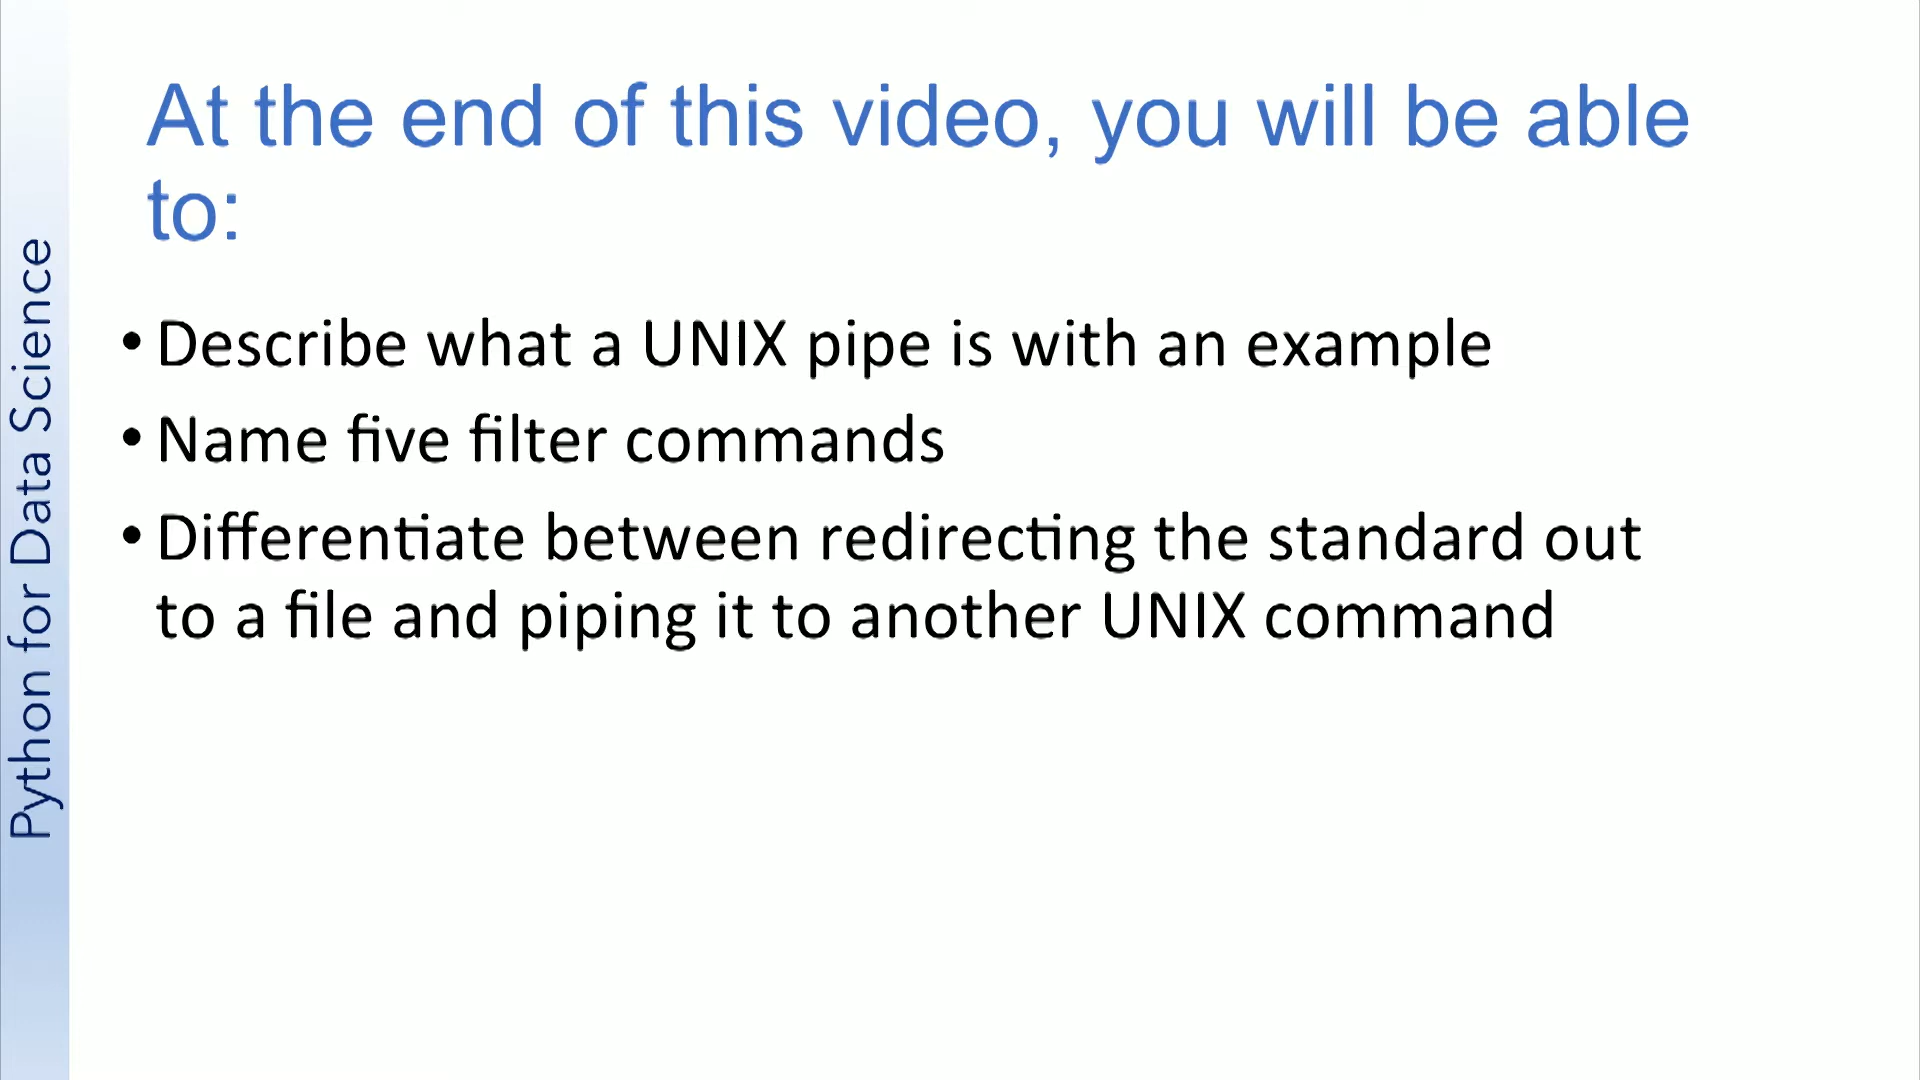 At the end of this video, you will be able
to:
• Describe what a UNIX pipe is with an example
• Name five filter commands
• Differentiate between redirecting the standard out
to a file and piping it to another UNIX command
Python for Data Science